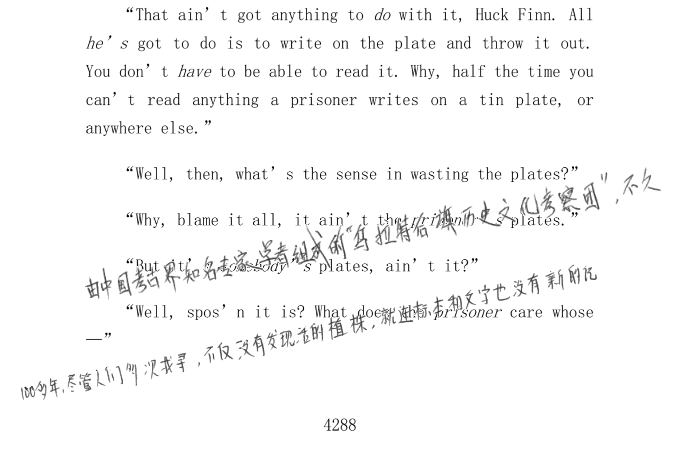 “That ain’t got anything to do with it, Huck Finn. All
he’s got to do is to write on the plate and throw it out.
You don’t have to be able to read it. Why, half the time you
can’t read anything a prisoner writes on a tin plate, or
anywhere else.”
“Well, then, what’s the sense in wasting the plates?”
“Why, blame it all, it ain’t the prisoner’s plates.”
由中国考古界知名专家学者组成的“乌拉特后旗历史文化考察团”,不久
“But it’s somebody’s plates, ain’t it?”
“Well, spos’n it is? What does the prisoner care whose
—”
100多年,尽管人们多次找寻,不仅没有发现活的植株,就连标本和文字也没有新的记
4288